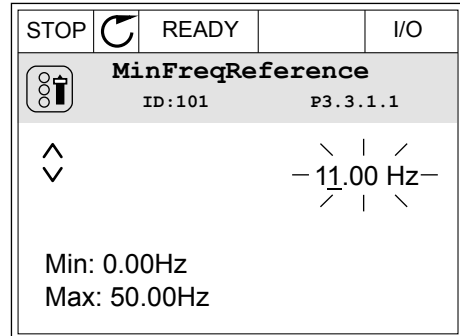 STOP READY I/O
MinFreqReference
ID:101 P3.3.1.1
11.00 Hz
Min: 0.00Hz
Max: 50.00Hz